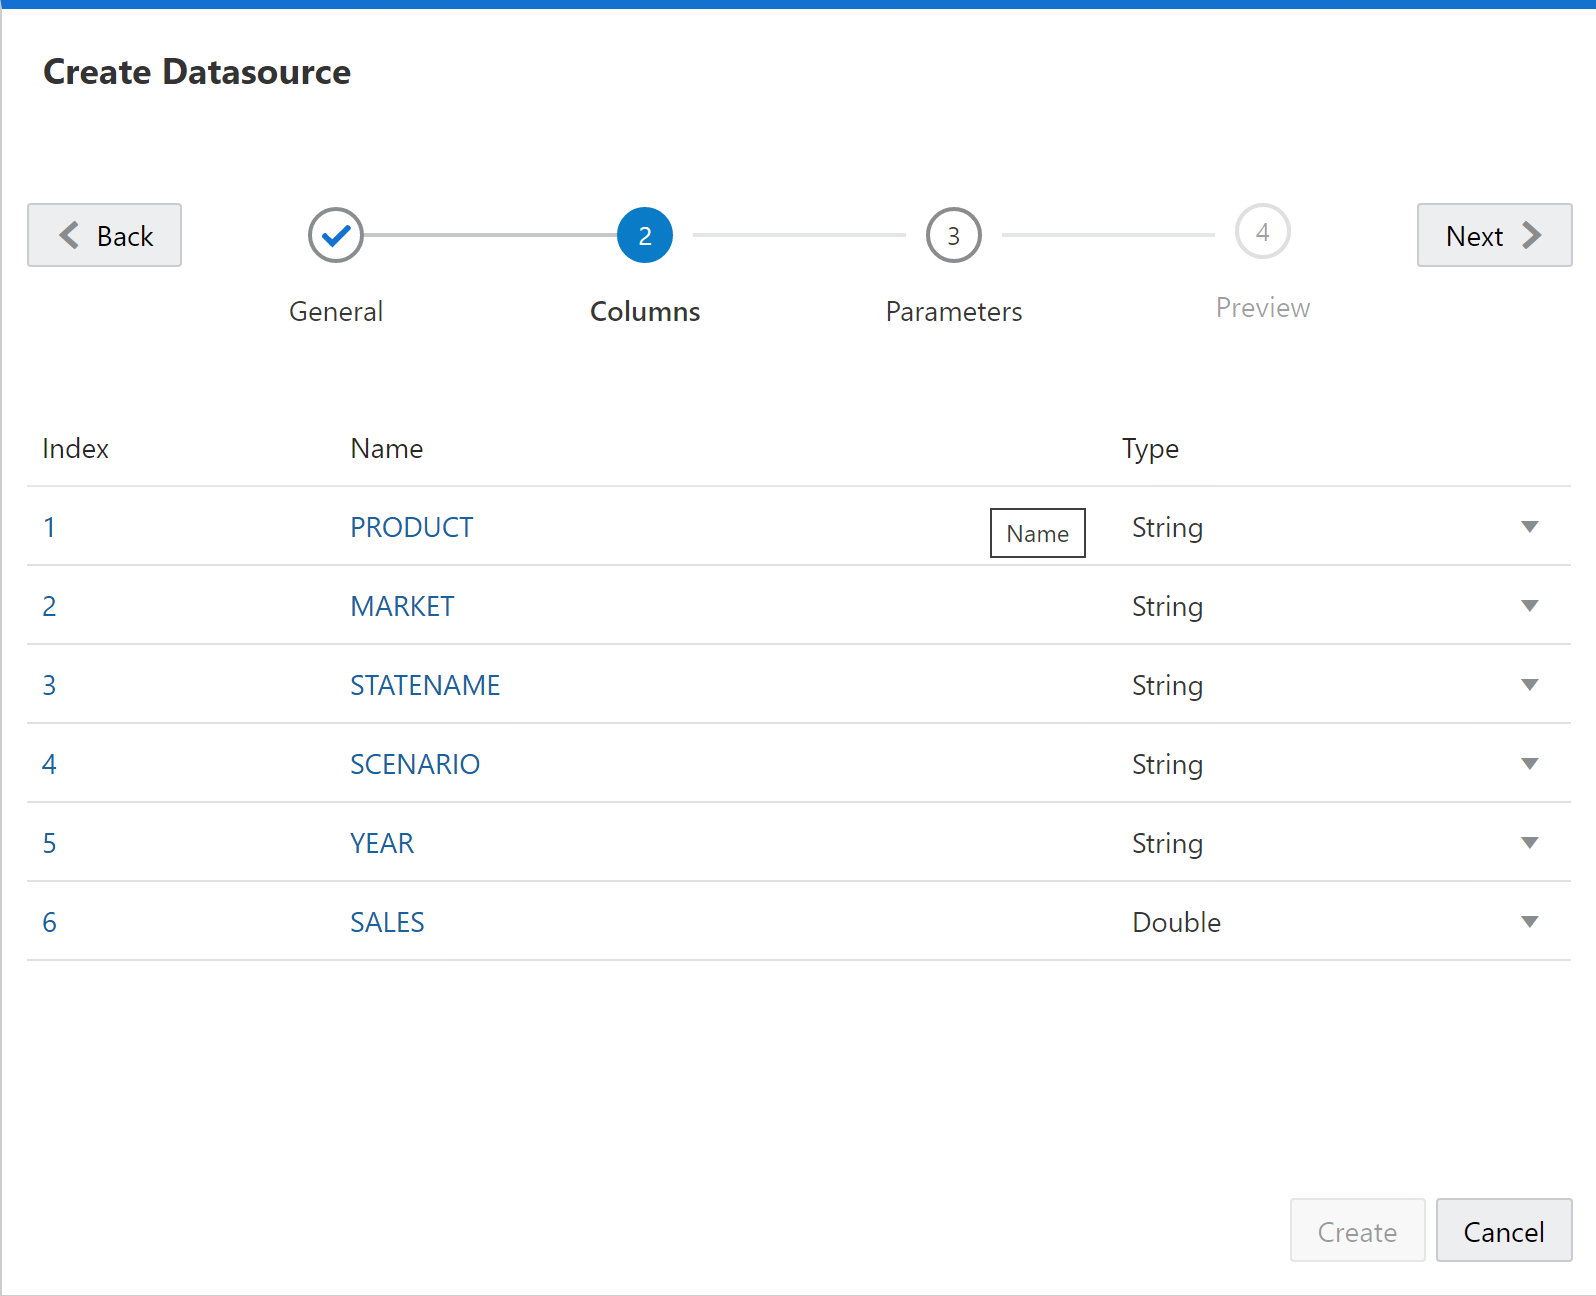 Create Datasource
Back
2
3
4
Next
General
Columns
Parameters
Preview
Index Name Type
1 PRODUCT Name String
2 MARKET String
3 STATENAME String
4 SCENARIO String
5 YEAR String
6 SALES Double
Create
Cancel